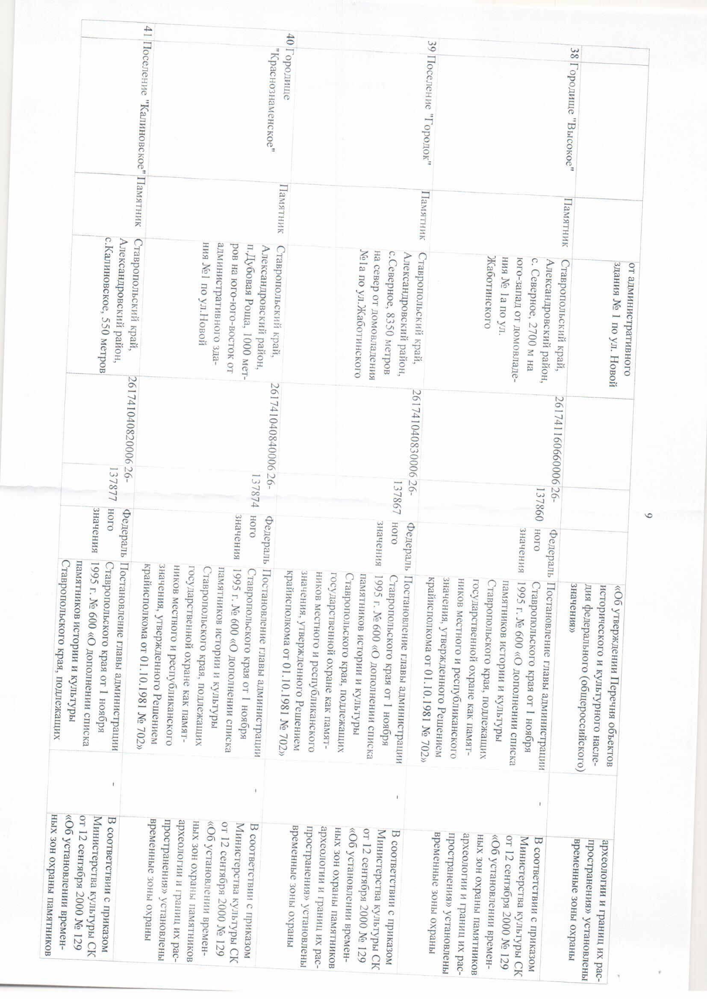 9
от административного
здания № 1 по ул. Новой
«Об утверждении Перечня объектов
исторического и культурного насле-
дия федерального (общероссийского)
значения»
археологии и границ их рас-
пространения» установлены
временные зоны охраны
38
Городище "Высокое"
Памятник
Ставропольский край,
Александровский район,
с. Северное, 2700 м на
юго-запад от домовладе-
ния № 1а по ул.
Жаботинского
261741160660006
26-
137860
Федераль
ного
значения
Постановление главы администрации
Ставропольского края от 1 ноября
1995 г. № 600 «О дополнении списка
памятников истории и культуры
Ставропольского края, подлежащих
государственной охране как памят-
ников местного и республиканского
значения, утвержденного Решением
крайисполкома от 01.10.1981 № 702»
-
В соответствии с приказом
Министерства культуры СК
от 12 сентября 2000 № 129
«Об установлении времен-
ных зон охраны памятников
археологии и границ их рас-
пространения» установлены
временные зоны охраны
39
Поселение "Городок"
Памятник
Ставропольский край,
Александровский район,
с.Северное, 8350 метров
на север от домовладения
№1а по ул.Жаботинского
261741040830006
26-
137867
Федераль
ного
значения
Постановление главы администрации
Ставропольского края от 1 ноября
1995 г. № 600 «О дополнении списка
памятников истории и культуры
Ставропольского края, подлежащих
государственной охране как памят-
ников местного и республиканского
значения, утвержденного Решением
крайисполкома от 01.10.1981 № 702»
-
В соответствии с приказом
Министерства культуры СК
от 12 сентября 2000 № 129
«Об установлении времен-
ных зон охраны памятников
археологии и границ их рас-
пространения» установлены
временные зоны охраны
40
Городище
"Краснознаменское"
Памятник
Ставропольский край,
Александровский район,
п.Дубовая Роща, 1000 мет-
ров на юго-юго-восток от
административного зда-
ния №1 по ул.Новой
261741040840006
26-
137874
Федераль
ного
значения
Постановление главы администрации
Ставропольского края от 1 ноября
1995 г. № 600 «О дополнении списка
памятников истории и культуры
Ставропольского края, подлежащих
государственной охране как памят-
ников местного и республиканского
значения, утвержденного Решением
крайисполкома от 01.10.1981 № 702»
-
В соответствии с приказом
Министерства культуры СК
от 12 сентября 2000 № 129
«Об установлении времен-
ных зон охраны памятников
археологии и границ их рас-
пространения» установлены
временные зоны охраны
41
Поселение "Калиновское"
Памятник
Ставропольский край,
Александровский район,
с.Калиновское, 550 метров
261741040820006
26-
137877
Федераль
ного
значения
Постановление главы администрации
Ставропольского края от 1 ноября
1995 г. № 600 «О дополнении списка
памятников истории и культуры
Ставропольского края, подлежащих
-
В соответствии с приказом
Министерства культуры СК
от 12 сентября 2000 № 129
«Об установлении времен-
ных зон охраны памятников